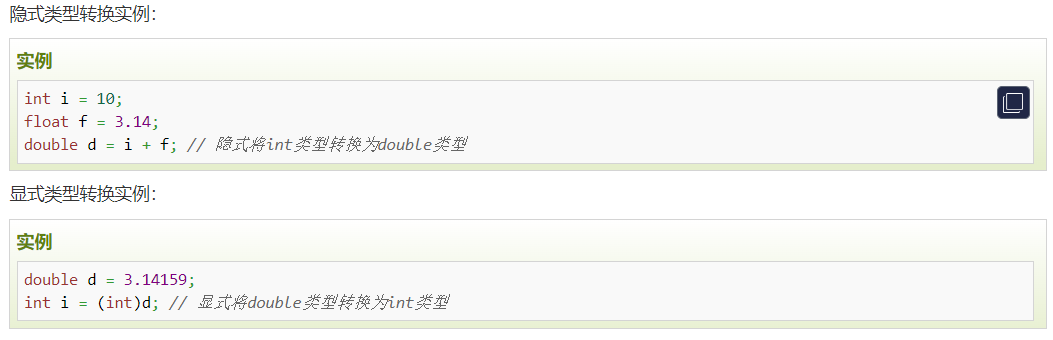 隐式类型转换实例：
实例
int i = 10;
float f = 3.14;
double d = i + f; // 隐式将int类型转换为double类型
显式类型转换实例：
实例
double d = 3.14159;
int i = (int)d; // 显式将double类型转换为int类型